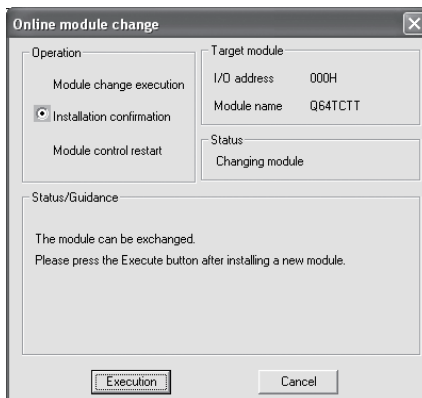 Online module change
Operation
Module change execution
Installation confirmation
Module control restart
Target module
I/O address 000H
Module name Q64TCTT
Status
Changing module
Status/Guidance
The module can be exchanged.
Please press the Execute button after installing a new module.
Execution Cancel